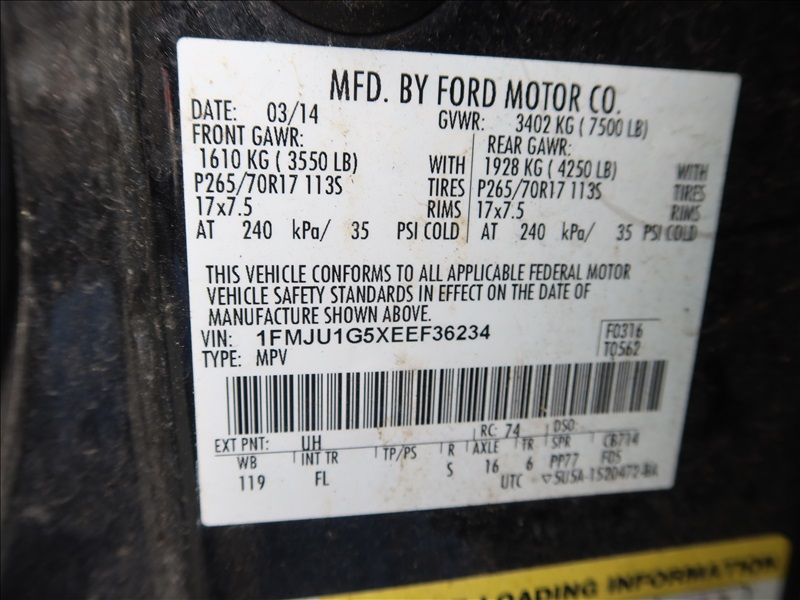 MFD. BY FORD MOTOR CO.
DATE: 03/14 GVWR: 3402 KG ( 7500 LB)
FRONT GAWR: REAR GAWR:
1610 KG ( 3550 LB) WITH 1928 KG ( 4250 LB) WITH
P265/70R17 113S TIRES P265/70R17 113S TIRES
17x7.5 RIMS 17x7.5 RIMS
AT 240 kPa/ 35 PSI COLD AT 240 kPa/ 35 PSI COLD
THIS VEHICLE CONFORMS TO ALL APPLICABLE FEDERAL MOTOR
VEHICLE SAFETY STANDARDS IN EFFECT ON THE DATE OF
MANUFACTURE SHOWN ABOVE.
VIN: 1FMJU1G5XEEF36234 F0316
TYPE: MPV T0562
EXT PNT: UH RC: 74 DSO:
WB INT TR TP/PS R AXLE TR SPR CB714
119 FL S 16 6 PP77 FDS
UTC
LOADING INFORMATION